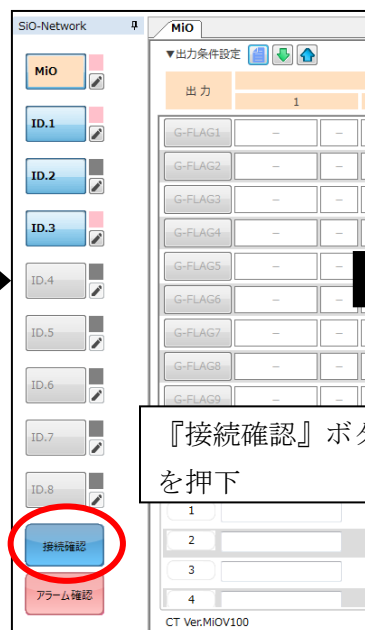 SiO-Network
MiO
ID.1
ID.2
ID.3
ID.4
ID.5
ID.6
ID.7
ID.8
接続確認
アラーム確認
MiO
▼出力条件設定
出 力
1
G-FLAG1 － －
G-FLAG2 － －
G-FLAG3 － －
G-FLAG4 － －
G-FLAG5 － －
G-FLAG6 － －
G-FLAG7 － －
G-FLAG8 － －
G-FLAG9
『接続確認』ボタ
を押下
1
2
3
4
CT Ver.MiOV100